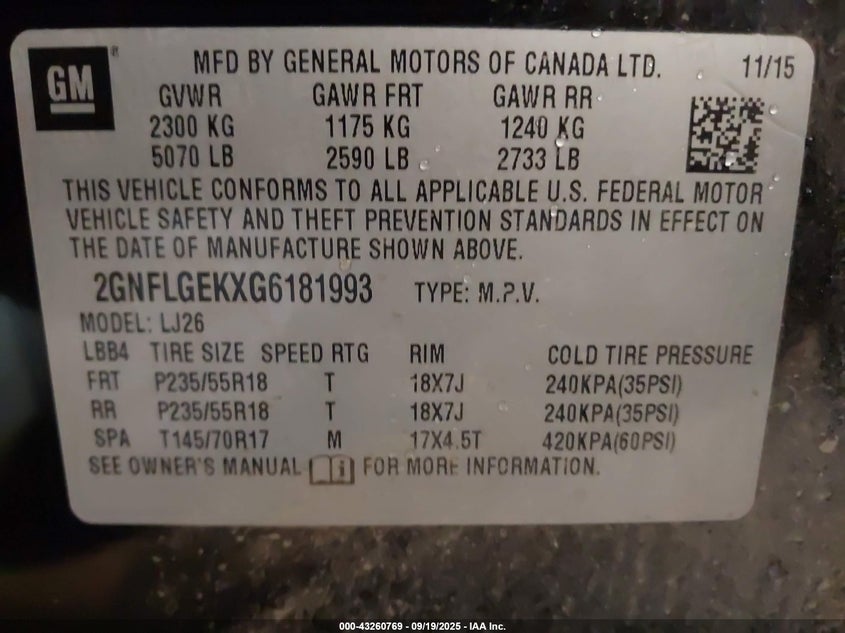 GM®
MFD BY GENERAL MOTORS OF CANADA LTD. 11/15
GVWR GAWR FRT GAWR RR
2300 KG 1175 KG 1240 KG
5070 LB 2590 LB 2733 LB
THIS VEHICLE CONFORMS TO ALL APPLICABLE U.S. FEDERAL MOTOR
VEHICLE SAFETY AND THEFT PREVENTION STANDARDS IN EFFECT ON
THE DATE OF MANUFACTURE SHOWN ABOVE.
2GNFLGEKXG6181993 TYPE: M.P.V.
MODEL: LJ26
LBB4 TIRE SIZE SPEED RTG RIM COLD TIRE PRESSURE
FRT P235/55R18 T 18X7J 240KPA(35PSI)
RR P235/55R18 T 18X7J 240KPA(35PSI)
SPA T145/70R17 M 17X4.5T 420KPA(60PSI)
SEE OWNER'S MANUAL i FOR MORE INFORMATION.
000-43260769 - 09/19/2025 - IAA Inc.